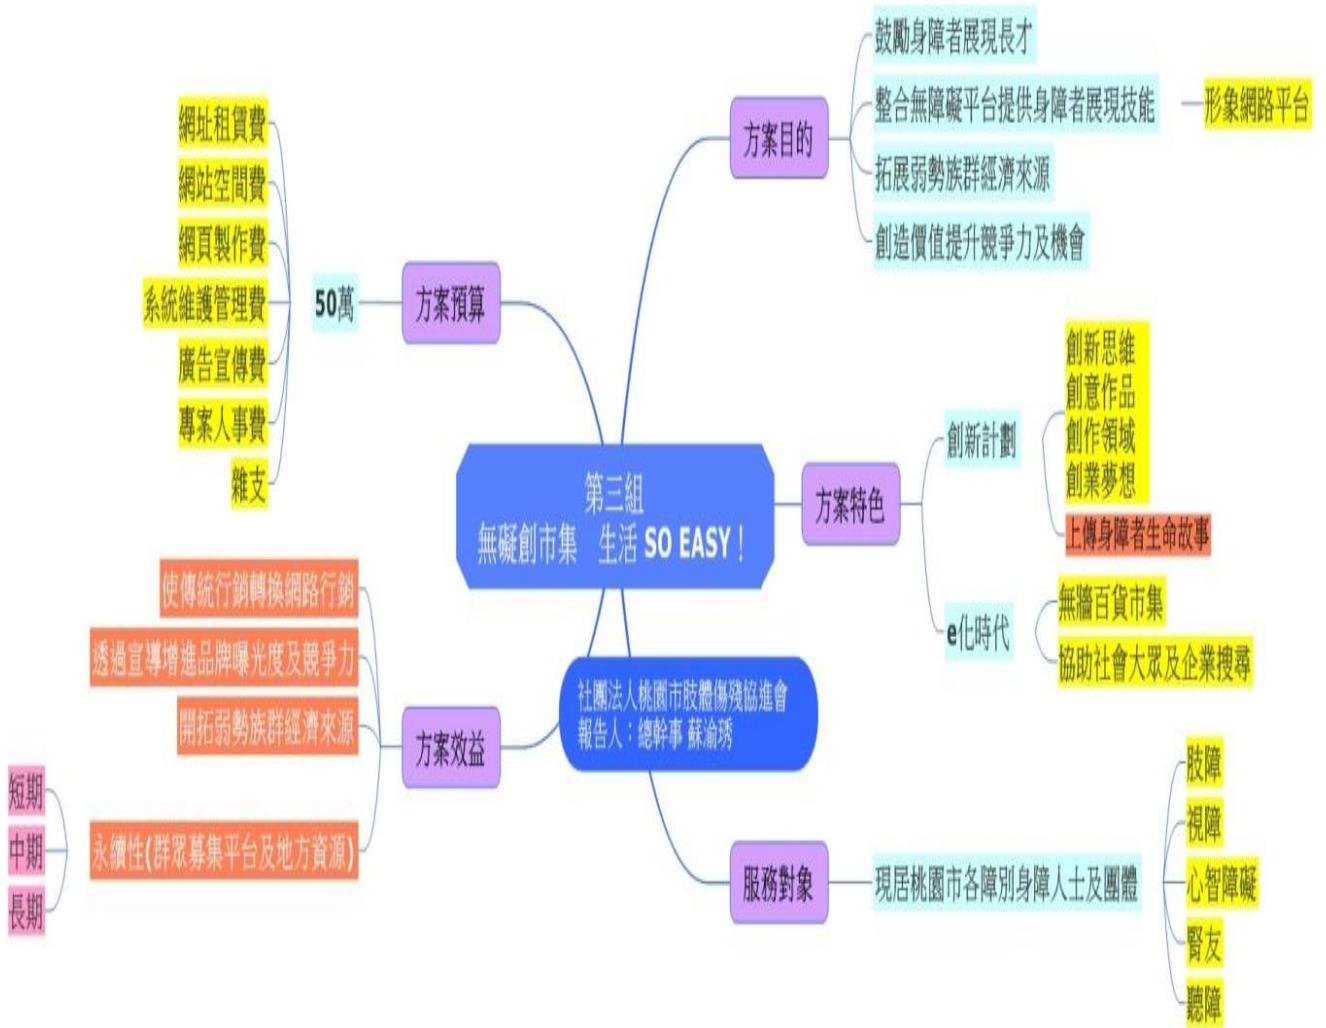 第三組
無礙創市集　生活 SO EASY！
社團法人桃園市肢體傷殘協進會
報告人：總幹事 蘇渝琇
方案目的
鼓勵身障者展現長才
整合無障礙平台提供身障者展現技能
形象網路平台
拓展弱勢族群經濟來源
創造價值提升競爭力及機會
方案特色
創新計劃
創新思維
創意作品
創作領域
創業夢想
上傳身障者生命故事
e化時代
無牆百貨市集
協助社會大眾及企業搜尋
服務對象
現居桃園市各障別身障人士及團體
肢障
視障
心智障礙
腎友
聽障
方案預算
50萬
網址租賃費
網站空間費
網頁製作費
系統維護管理費
廣告宣傳費
專案人事費
雜支
方案效益
使傳統行銷轉換網路行銷
透過宣導增進品牌曝光度及競爭力
開拓弱勢族群經濟來源
永續性(群眾募集平台及地方資源)
短期
中期
長期